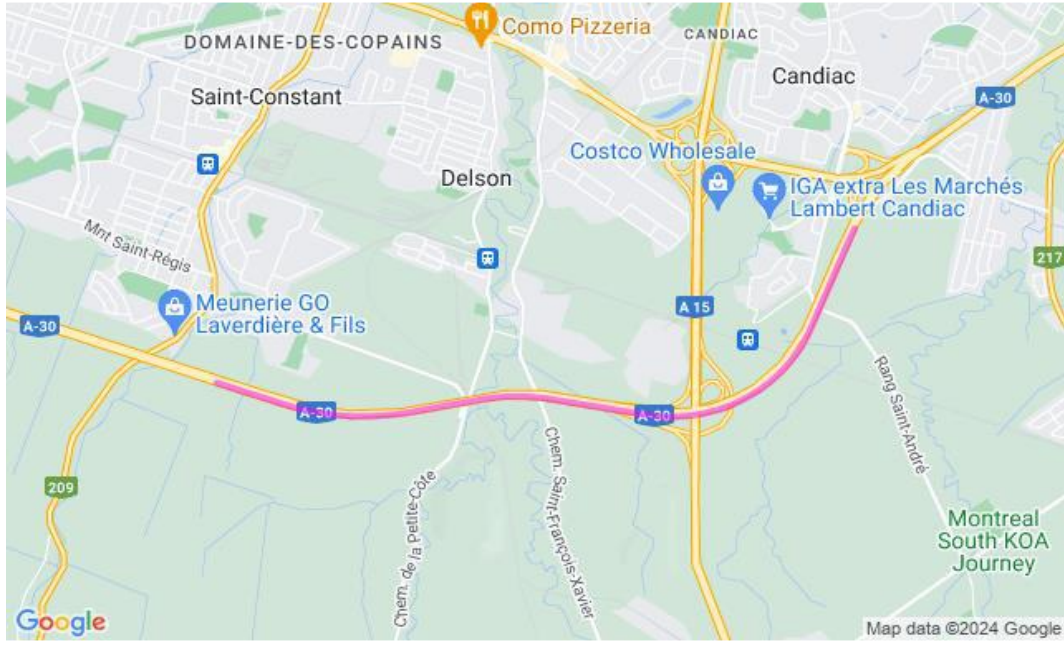 Como Pizzeria
CANDIAC
DOMAINE-DES-COPAINS
Candiac
Saint-Constant
A-30
Costco Wholesale
Delson
IGA extra Les Marchés
Lambert Candiac
Mnt Saint-Régis
217
Meunerie GO
Laverdière & Fils
A 15
A-30
Rang Saint-André
A-30
A-30
Chem. de la Petite-Côte
Chem. Saint-François-Xavier
209
Montreal
South KOA
Journey
Google
Map data ©2024 Google